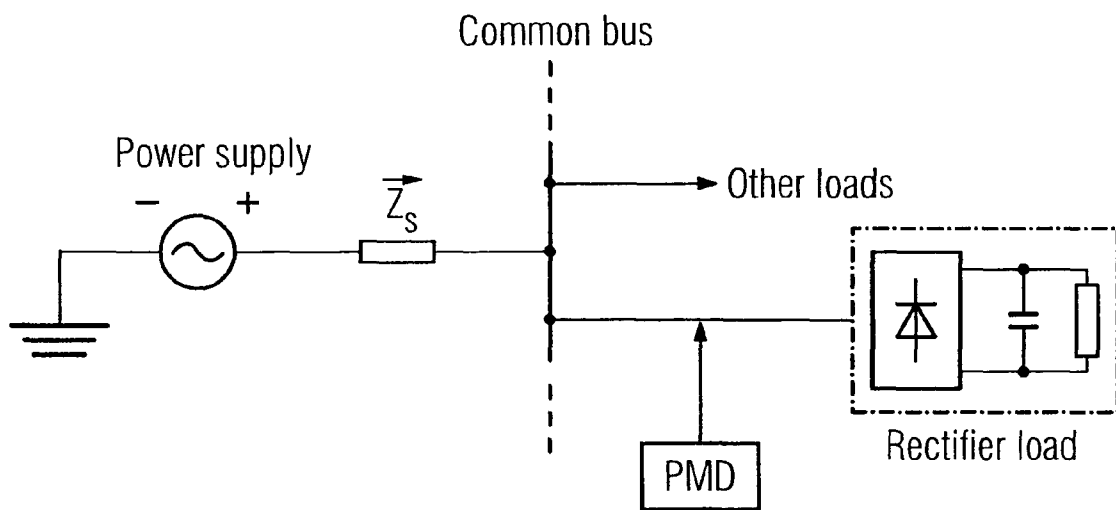 Common bus
Power supply
- +
Z_s
Other loads
PMD
Rectifier load